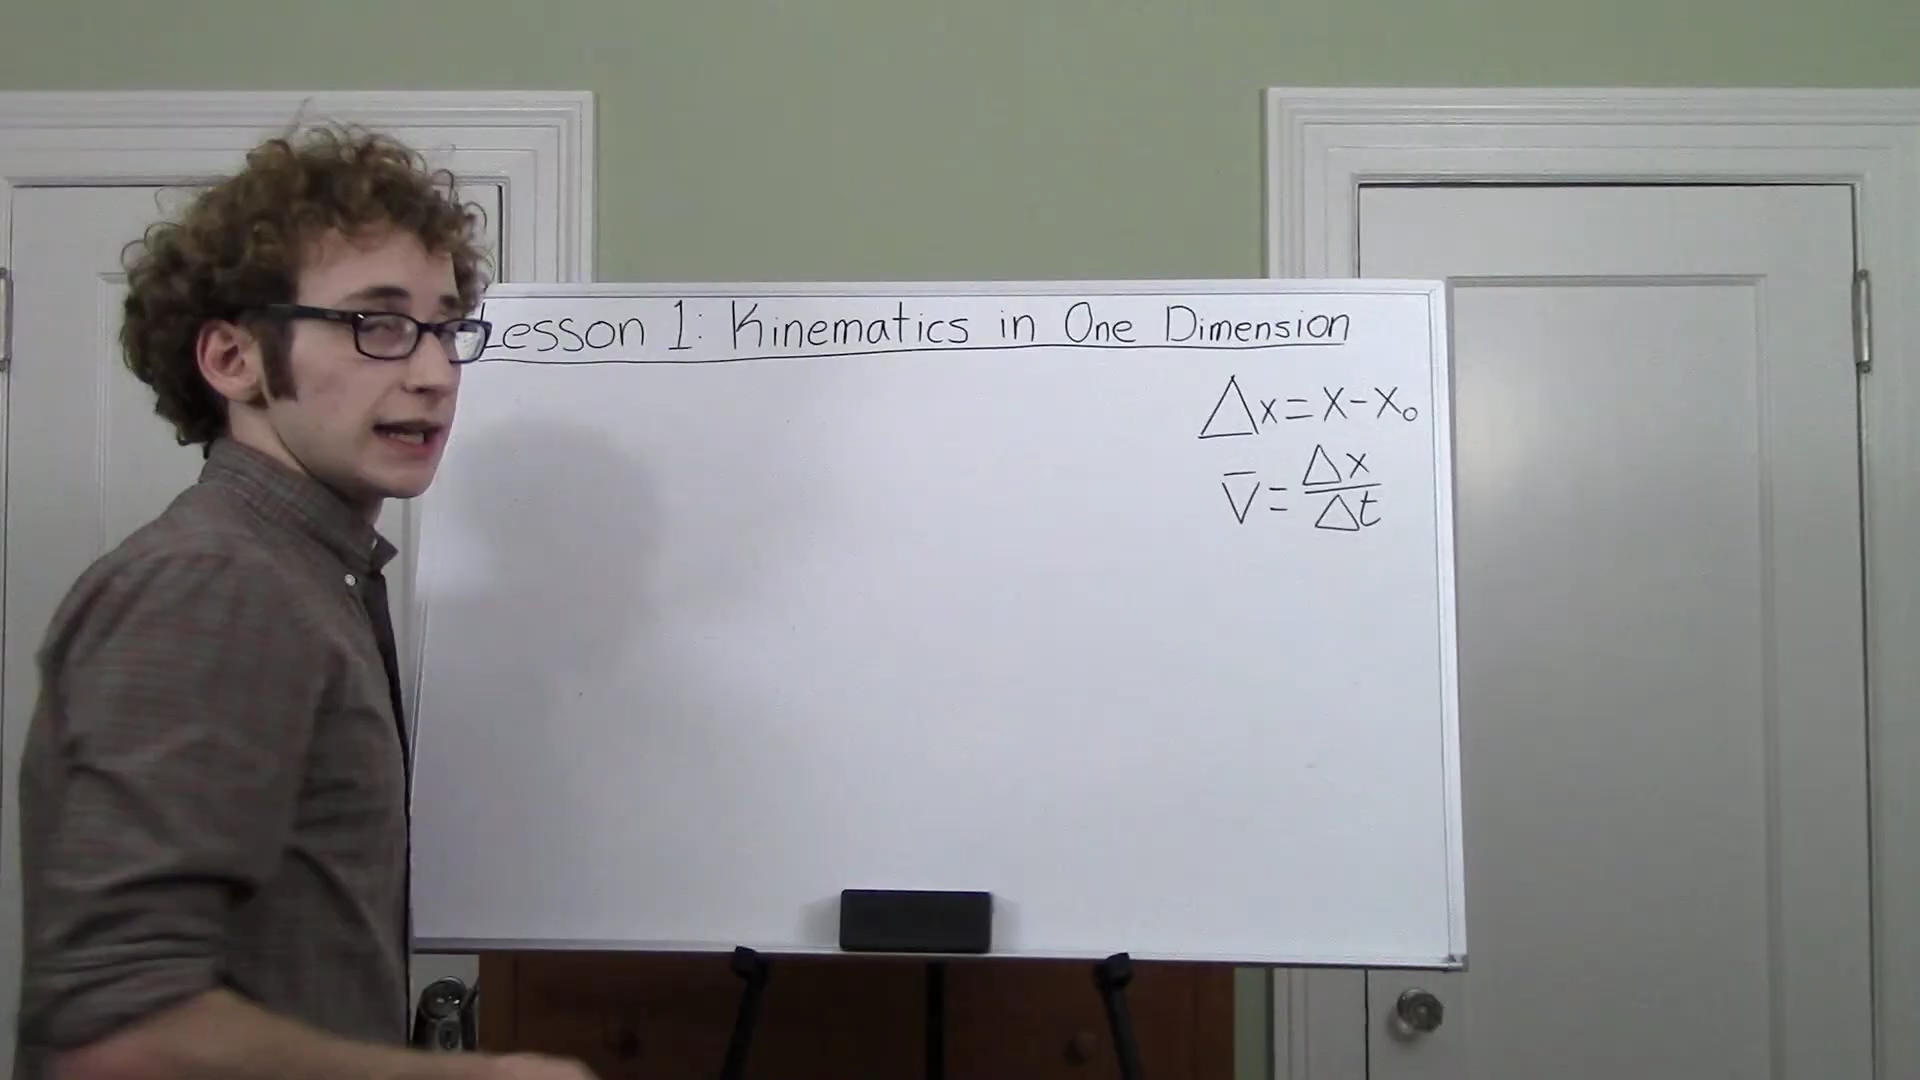 Lesson 1: Kinematics in One Dimension
Δx = x - x₀
v̄ = Δx/Δt